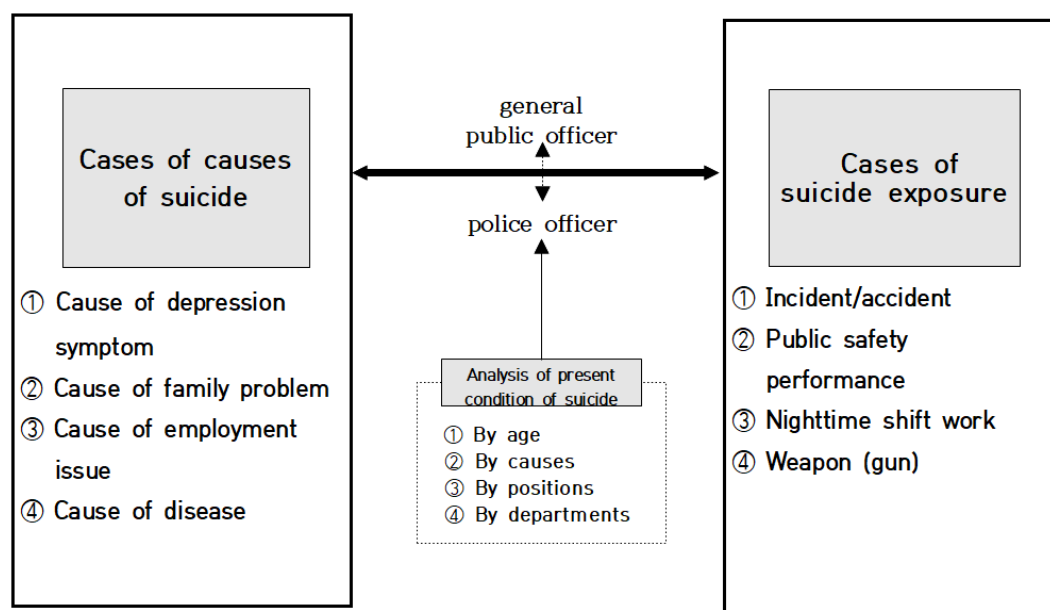 Cases of causes
of suicide
① Cause of depression
symptom
② Cause of family problem
③ Cause of employment
issue
④ Cause of disease
general
public officer
police officer
Analysis of present
condition of suicide
① By age
② By causes
③ By positions
④ By departments
Cases of
suicide exposure
① Incident/accident
② Public safety
performance
③ Nighttime shift work
④ Weapon (gun)